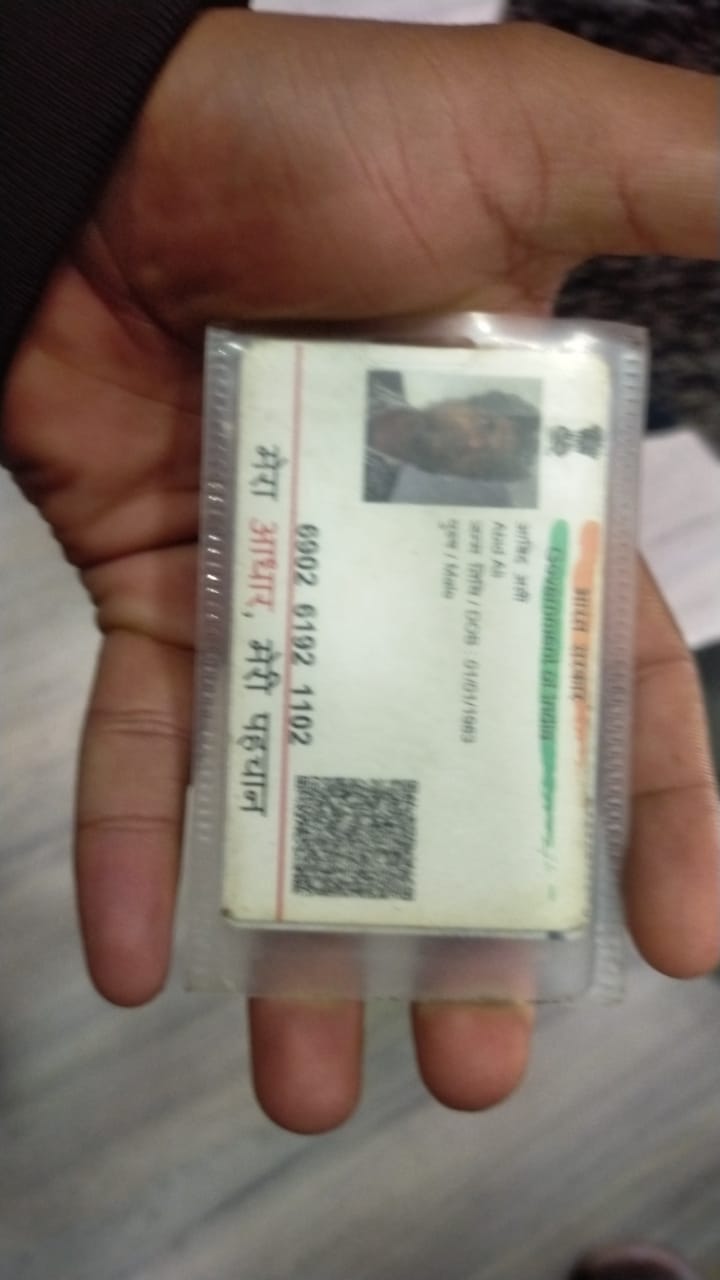 भारत सरकार
Government of India
आबिद अली
Abid Ali
जन्म तिथि / DOB : 01/01/1983
पुरुष / Male
6902 6192 1102
मेरा आधार, मेरी पहचान